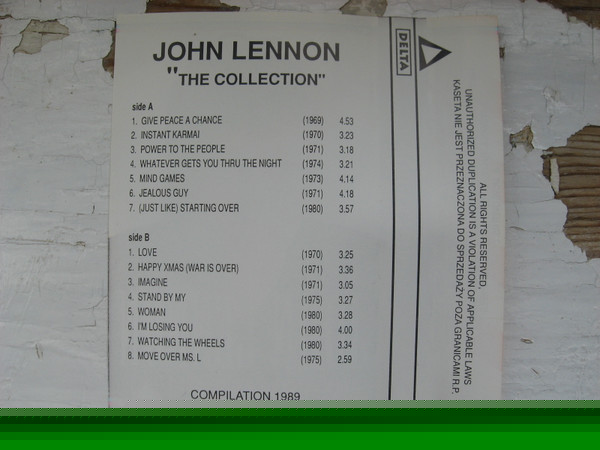 JOHN LENNON
"THE COLLECTION"
side A
1. GIVE PEACE A CHANCE (1969) 4.53
2. INSTANT KARMAI (1970) 3.23
3. POWER TO THE PEOPLE (1971) 3.18
4. WHATEVER GETS YOU THRU THE NIGHT (1974) 3.21
5. MIND GAMES (1973) 4.14
6. JEALOUS GUY (1971) 4.18
7. (JUST LIKE) STARTING OVER (1980) 3.57
side B
1. LOVE (1970) 3.25
2. HAPPY XMAS (WAR IS OVER) (1971) 3.36
3. IMAGINE (1971) 3.05
4. STAND BY MY (1975) 3.27
5. WOMAN (1980) 3.28
6. I'M LOSING YOU (1980) 4.00
7. WATCHING THE WHEELS (1980) 3.34
8. MOVE OVER MS. L (1975) 2.59
COMPILATION 1989
DELTA
ALL RIGHTS RESERVED.
UNAUTHORIZED DUPLICATION IS A VIOLATION OF APPLICABLE LAWS
KASETA NIE JEST PRZEZNACZONA DO SPRZEDAŻY POZA GRANICAMI R.P.